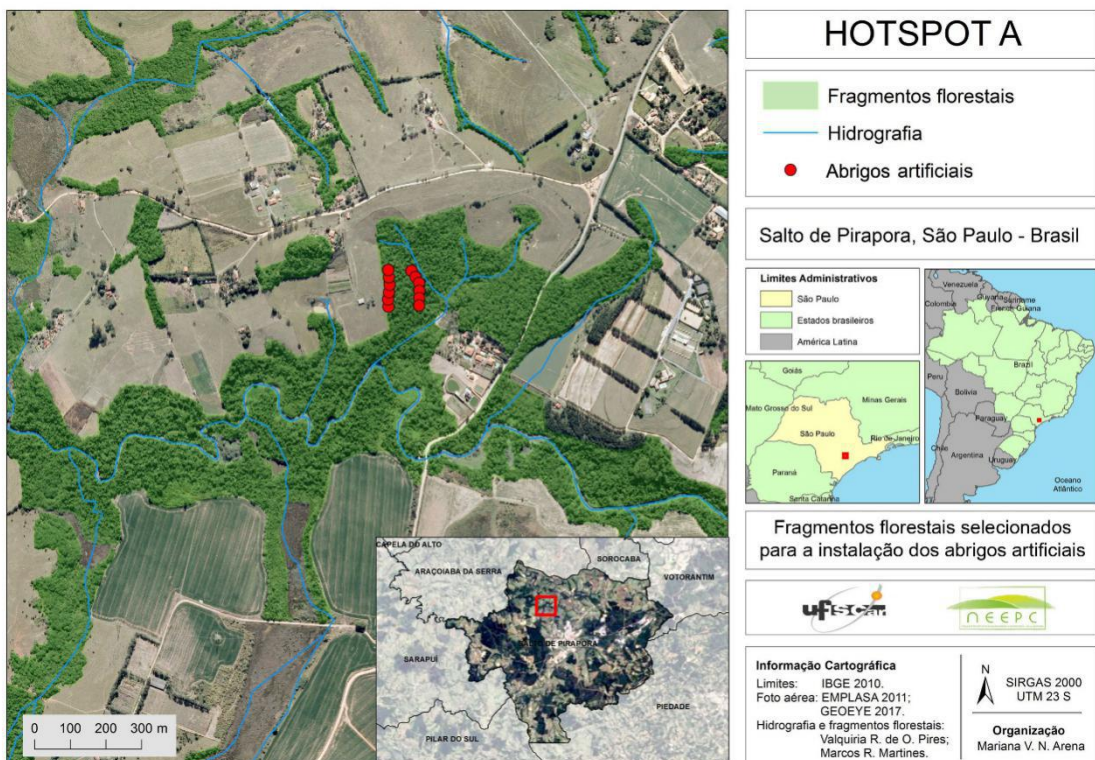 HOTSPOT A
Fragmentos florestais
Hidrografia
Abrigos artificiais
Salto de Pirapora, São Paulo - Brasil
Limites Administrativos
São Paulo
Estados brasileiros
América Latina
Goiás
Mato Grosso do Sul
Minas Gerais
São Paulo
Rio de Janeiro
Paraná
Santa Catarina
Venezuela
Guyana
Suriname
Colombia
French Guiana
Brazil
Peru
Bolivia
Paraguay
Chile
Argentina
Uruguay
Oceano
Atlântico
Fragmentos florestais selecionados
para a instalação dos abrigos artificiais
ufscar
NEEPC
Informação Cartográfica
Limites: IBGE 2010.
Foto aérea: EMPLASA 2011;
GEOEYE 2017.
Hidrografia e fragmentos florestais:
Valquiria R. de O. Pires;
Marcos R. Martines.
N
SIRGAS 2000
UTM 23 S
Organização
Mariana V. N. Arena
CAPELA DO ALTO
SOROCABA
ARAÇOIABA DA SERRA
VOTORANTIM
DE PIRAPORA
SARAPUÍ
PIEDADE
PILAR DO SUL
0 100 200 300 m